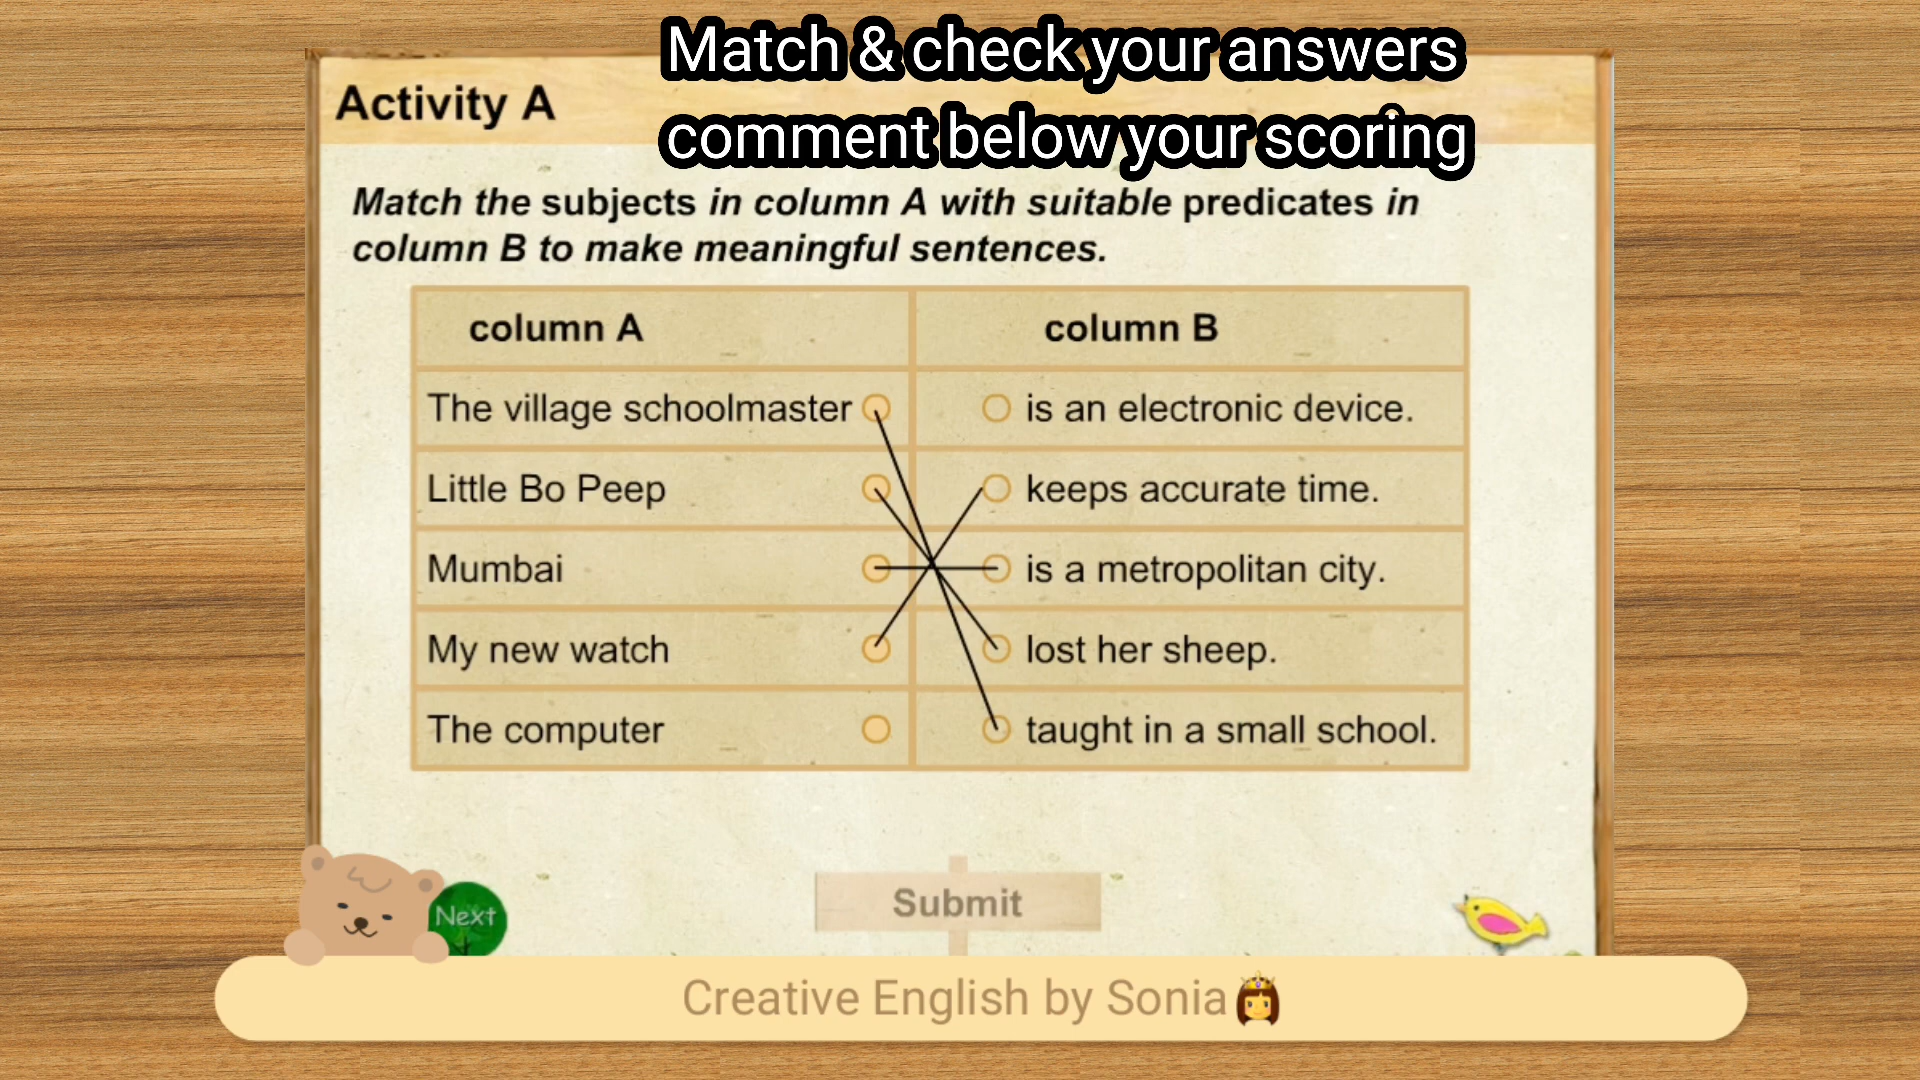 Match & check your answers
comment below your scoring
Activity A
Match the subjects in column A with suitable predicates in
column B to make meaningful sentences.
column A column B
The village schoolmaster is an electronic device.
Little Bo Peep keeps accurate time.
Mumbai is a metropolitan city.
My new watch lost her sheep.
The computer taught in a small school.
Next
Submit
Creative English by Sonia👸